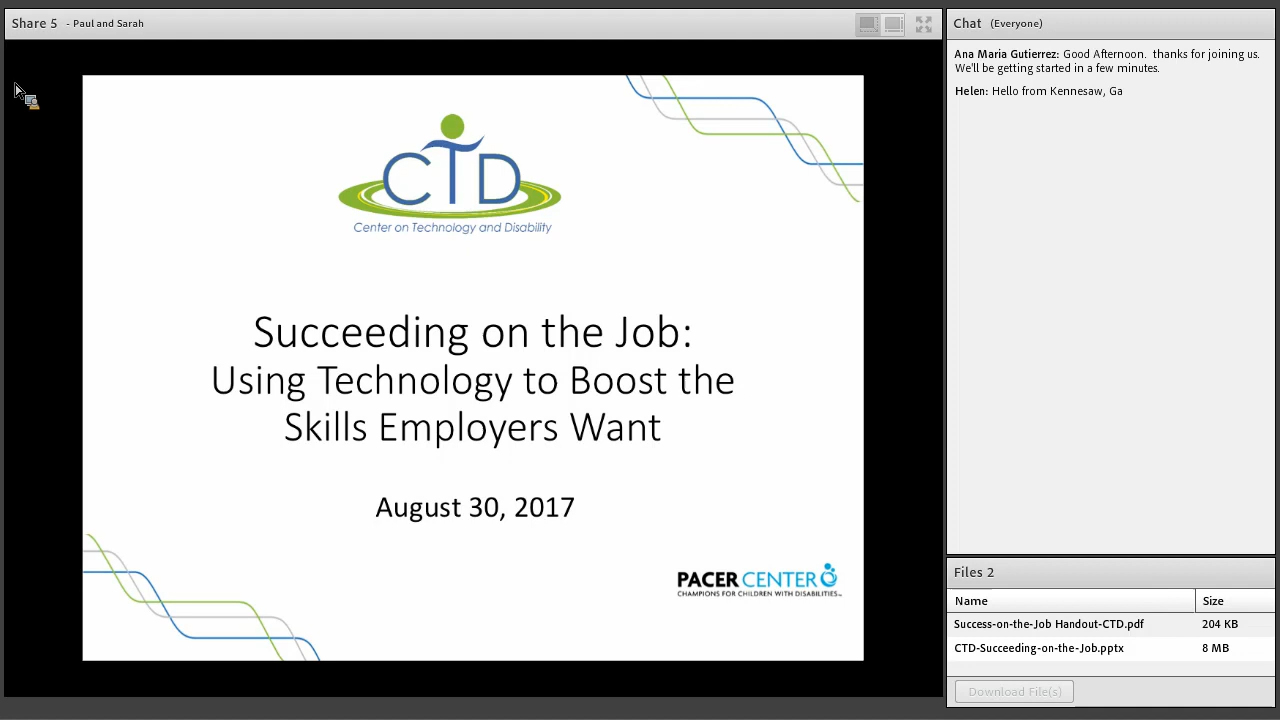 Share 5 - Paul and Sarah
CTD
Center on Technology and Disability
Succeeding on the Job:
Using Technology to Boost the
Skills Employers Want
August 30, 2017
PACER CENTER
CHAMPIONS FOR CHILDREN WITH DISABILITIES
Chat (Everyone)
Ana Maria Gutierrez: Good Afternoon. thanks for joining us.
We'll be getting started in a few minutes.
Helen: Hello from Kennesaw, Ga
Files 2
Name Size
Success-on-the-Job Handout-CTD.pdf 204 KB
CTD-Succeeding-on-the-Job.pptx 8 MB
Download File(s)